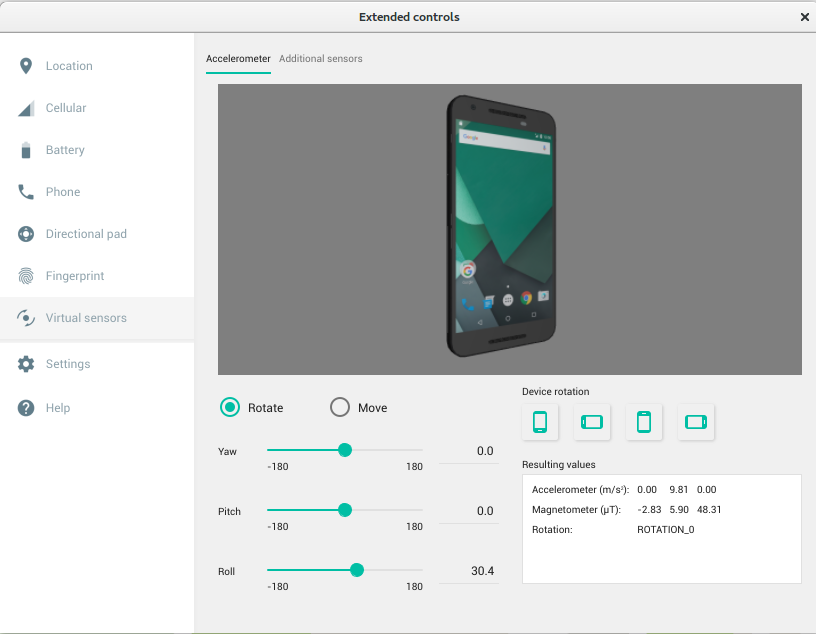 Extended controls
Location
Cellular
Battery
Phone
Directional pad
Fingerprint
Virtual sensors
Settings
Help
Accelerometer Additional sensors
Google
Rotate Move
Yaw 0.0
-180 180
Pitch 0.0
-180 180
Roll 30.4
-180 180
Device rotation
Resulting values
Accelerometer (m/s²): 0.00 9.81 0.00
Magnetometer (μT): -2.83 5.90 48.31
Rotation: ROTATION_0